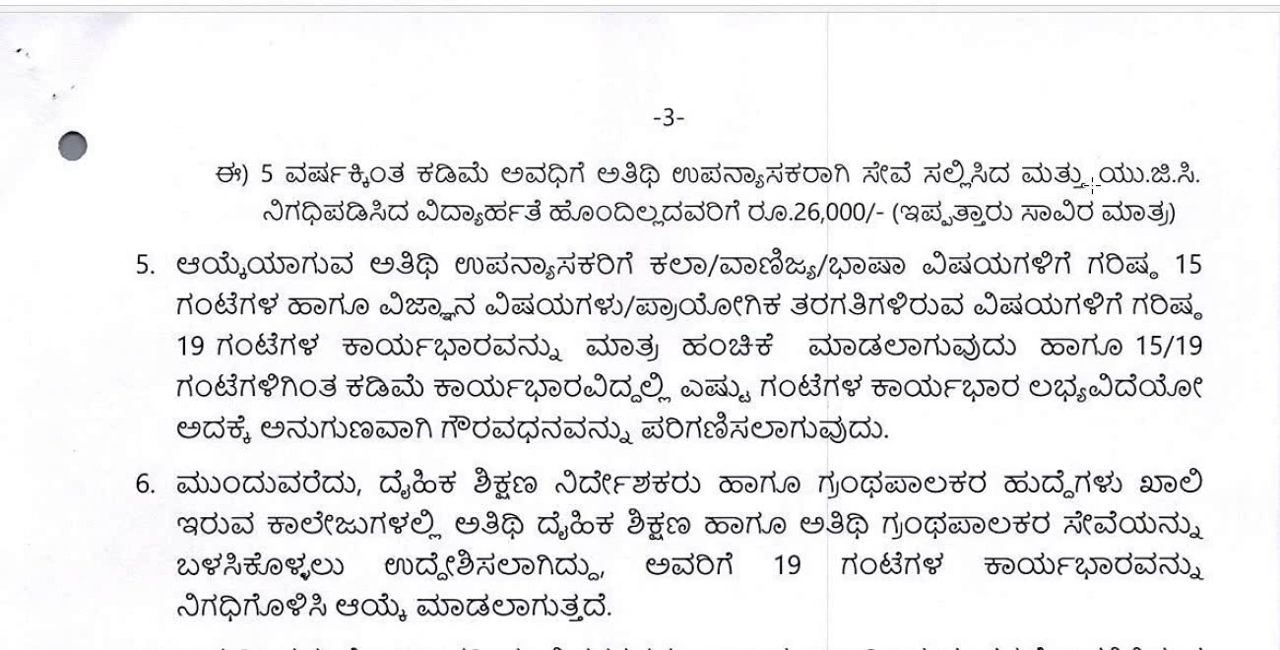 -3-
ಈ) 5 ವರ್ಷಕ್ಕಿಂತ ಕಡಿಮೆ ಅವಧಿಗೆ ಅತಿಥಿ ಉಪನ್ಯಾಸಕರಾಗಿ ಸೇವೆ ಸಲ್ಲಿಸಿದ ಮತ್ತು ಯು.ಜಿ.ಸಿ.
ನಿಗಧಿಪಡಿಸಿದ ವಿದ್ಯಾರ್ಹತೆ ಹೊಂದಿಲ್ಲದವರಿಗೆ ರೂ.26,000/- (ಇಪ್ಪತ್ತಾರು ಸಾವಿರ ಮಾತ್ರ)
5. ಆಯ್ಕೆಯಾಗುವ ಅತಿಥಿ ಉಪನ್ಯಾಸಕರಿಗೆ ಕಲಾ/ವಾಣಿಜ್ಯ/ಭಾಷಾ ವಿಷಯಗಳಿಗೆ ಗರಿಷ್ಠ 15
ಗಂಟೆಗಳ ಹಾಗೂ ವಿಜ್ಞಾನ ವಿಷಯಗಳು/ಪ್ರಾಯೋಗಿಕ ತರಗತಿಗಳಿರುವ ವಿಷಯಗಳಿಗೆ ಗರಿಷ್ಠ
19 ಗಂಟೆಗಳ ಕಾರ್ಯಭಾರವನ್ನು ಮಾತ್ರ ಹಂಚಿಕೆ ಮಾಡಲಾಗುವುದು ಹಾಗೂ 15/19
ಗಂಟೆಗಳಿಗಿಂತ ಕಡಿಮೆ ಕಾರ್ಯಭಾರವಿದ್ದಲ್ಲಿ ಎಷ್ಟು ಗಂಟೆಗಳ ಕಾರ್ಯಭಾರ ಲಭ್ಯವಿದೆಯೋ
ಅದಕ್ಕೆ ಅನುಗುಣವಾಗಿ ಗೌರವಧನವನ್ನು ಪರಿಗಣಿಸಲಾಗುವುದು.
6. ಮುಂದುವರೆದು, ದೈಹಿಕ ಶಿಕ್ಷಣ ನಿರ್ದೇಶಕರು ಹಾಗೂ ಗ್ರಂಥಪಾಲಕರ ಹುದ್ದೆಗಳು ಖಾಲಿ
ಇರುವ ಕಾಲೇಜುಗಳಲ್ಲಿ ಅತಿಥಿ ದೈಹಿಕ ಶಿಕ್ಷಣ ಹಾಗೂ ಅತಿಥಿ ಗ್ರಂಥಪಾಲಕರ ಸೇವೆಯನ್ನು
ಬಳಸಿಕೊಳ್ಳಲು ಉದ್ದೇಶಿಸಲಾಗಿದ್ದು, ಅವರಿಗೆ 19 ಗಂಟೆಗಳ ಕಾರ್ಯಭಾರವನ್ನು
ನಿಗಧಿಗೊಳಿಸಿ ಆಯ್ಕೆ ಮಾಡಲಾಗುತ್ತದೆ.